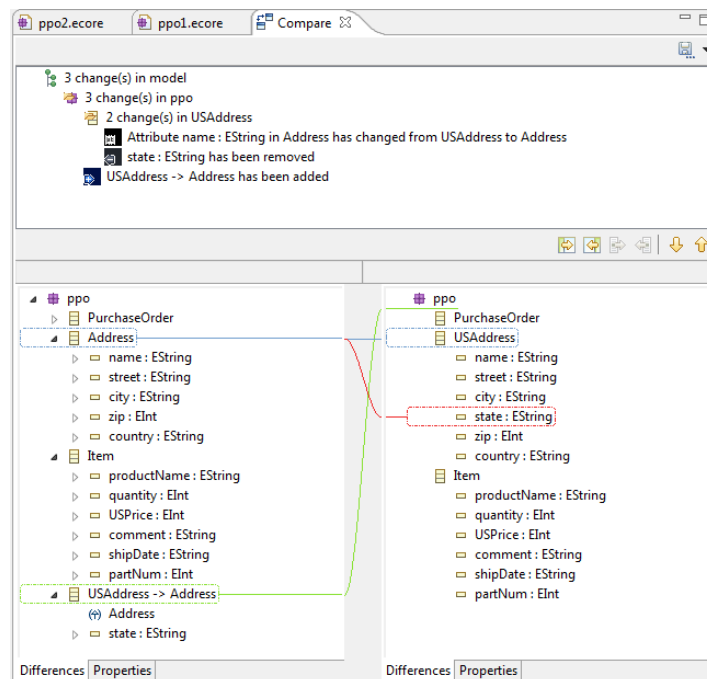 ppo2.ecore ppo1.ecore Compare
3 change(s) in model
3 change(s) in ppo
2 change(s) in USAddress
Attribute name : EString in Address has changed from USAddress to Address
state : EString has been removed
USAddress -> Address has been added
ppo
PurchaseOrder
Address
name : EString
street : EString
city : EString
zip : EInt
country : EString
Item
productName : EString
quantity : EInt
USPrice : EInt
comment : EString
shipDate : EString
partNum : EInt
USAddress -> Address
Address
state : EString
Differences Properties
ppo
PurchaseOrder
USAddress
name : EString
street : EString
city : EString
state : EString
zip : EInt
country : EString
Item
productName : EString
quantity : EInt
USPrice : EInt
comment : EString
shipDate : EString
partNum : EInt
Differences Properties